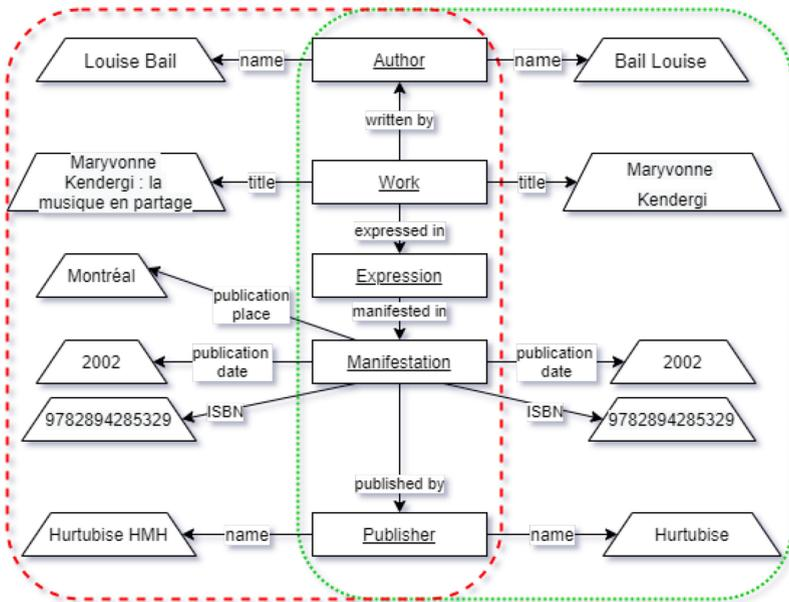 Louise Bail
name
Author
name
Bail Louise
written by
Maryvonne
Kendergi : la
musique en partage
title
Work
title
Maryvonne
Kendergi
expressed in
Montréal
Expression
publication
place
manifested in
2002
publication
date
Manifestation
publication
date
2002
9782894285329
ISBN
ISBN
9782894285329
published by
Hurtubise HMH
name
Publisher
name
Hurtubise